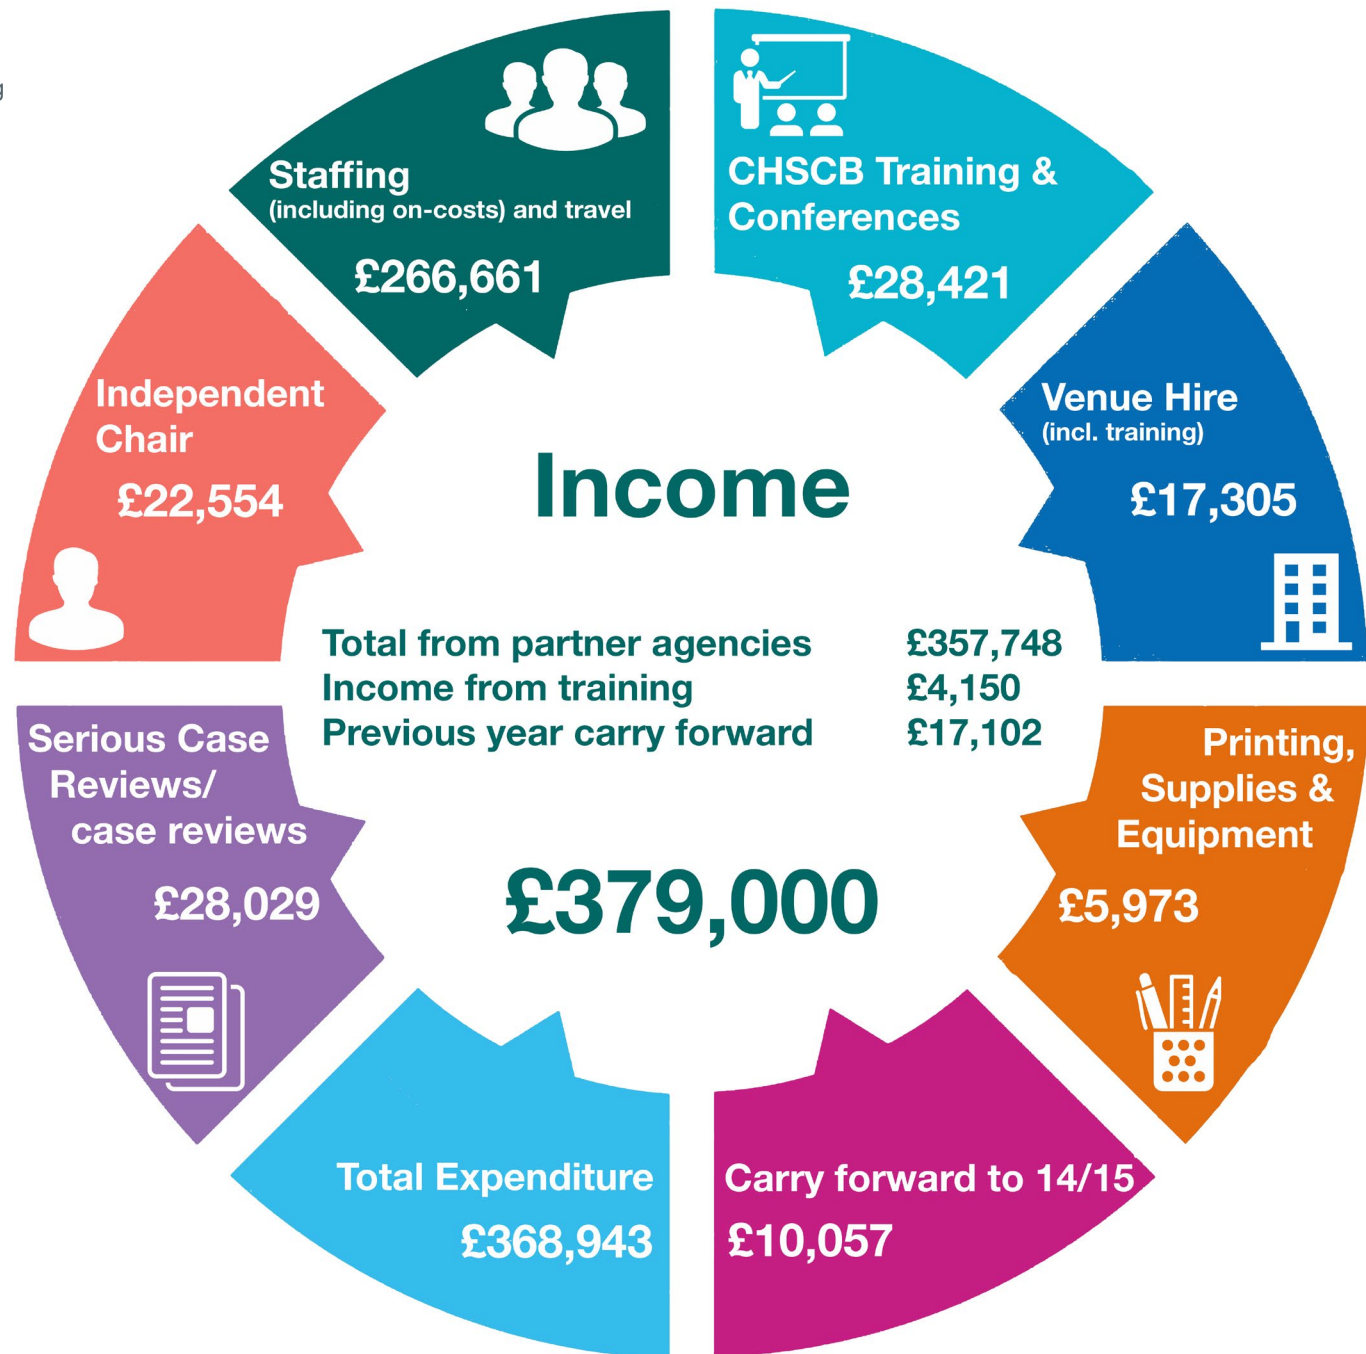 g
Staffing
(including on-costs) and travel
£266,661
CHSCB Training &
Conferences
£28,421
Venue Hire
(incl. training)
£17,305
Printing,
Supplies &
Equipment
£5,973
Carry forward to 14/15
£10,057
Total Expenditure
£368,943
Serious Case
Reviews/
case reviews
£28,029
Independent
Chair
£22,554
Income
Total from partner agencies £357,748
Income from training £4,150
Previous year carry forward £17,102
£379,000